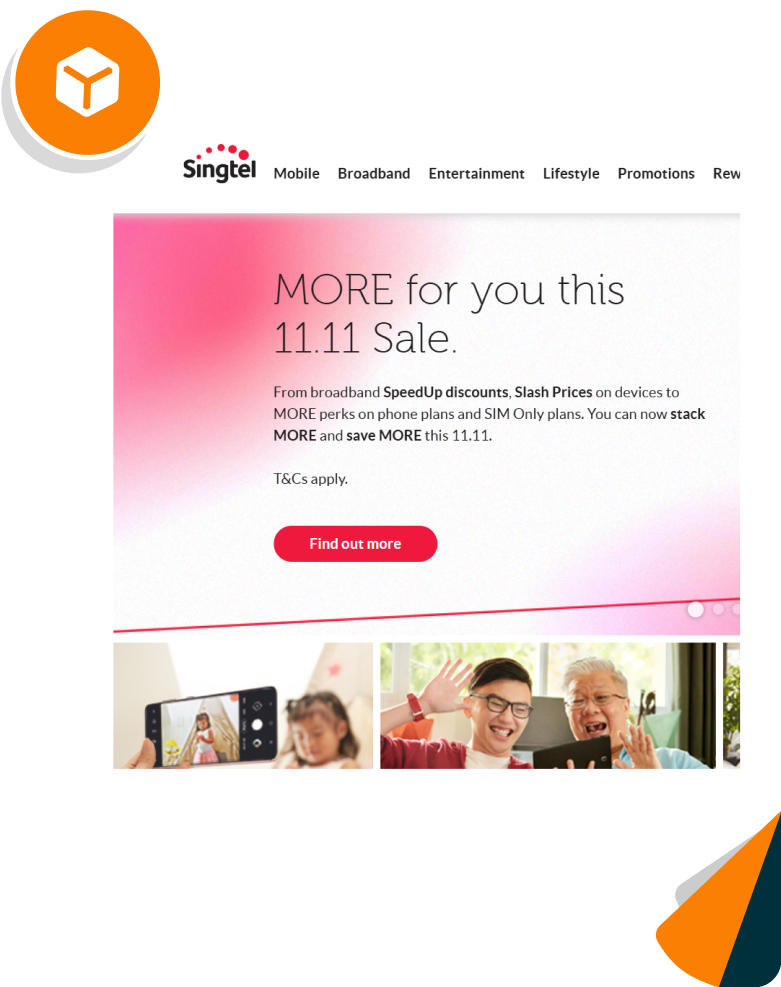 Singtel
Mobile Broadband Entertainment Lifestyle Promotions Rew
MORE for you this
11.11 Sale.
From broadband SpeedUp discounts, Slash Prices on devices to
MORE perks on phone plans and SIM Only plans. You can now stack
MORE and save MORE this 11.11.
T&Cs apply.
Find out more